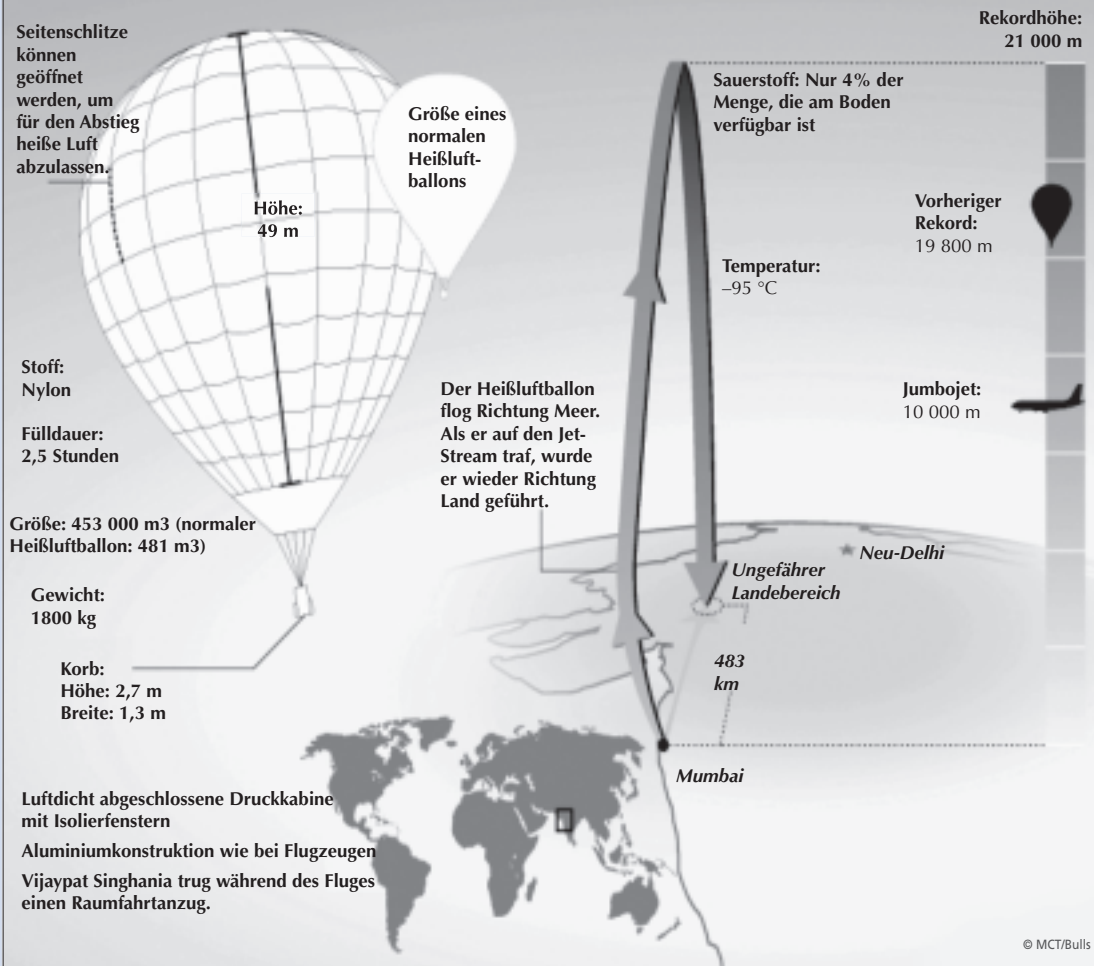 Seitenschlitze
können
geöffnet
werden, um
für den Abstieg
heiße Luft
abzulassen.
Größe eines
normalen
Heißluft-
ballons
Höhe:
49 m
Stoff:
Nylon
Fülldauer:
2,5 Stunden
Größe: 453 000 m3 (normaler
Heißluftballon: 481 m3)
Gewicht:
1800 kg
Korb:
Höhe: 2,7 m
Breite: 1,3 m
Luftdicht abgeschlossene Druckkabine
mit Isolierfenstern
Aluminiumkonstruktion wie bei Flugzeugen
Vijaypat Singhania trug während des Fluges
einen Raumfahrtanzug.
Rekordhöhe:
21 000 m
Sauerstoff: Nur 4% der
Menge, die am Boden
verfügbar ist
Vorheriger
Rekord:
19 800 m
Temperatur:
–95 °C
Jumbojet:
10 000 m
Der Heißluftballon
flog Richtung Meer.
Als er auf den Jet-
Stream traf, wurde
er wieder Richtung
Land geführt.
Neu-Delhi
Ungefährer
Landebereich
483
km
Mumbai
© MCT/Bulls